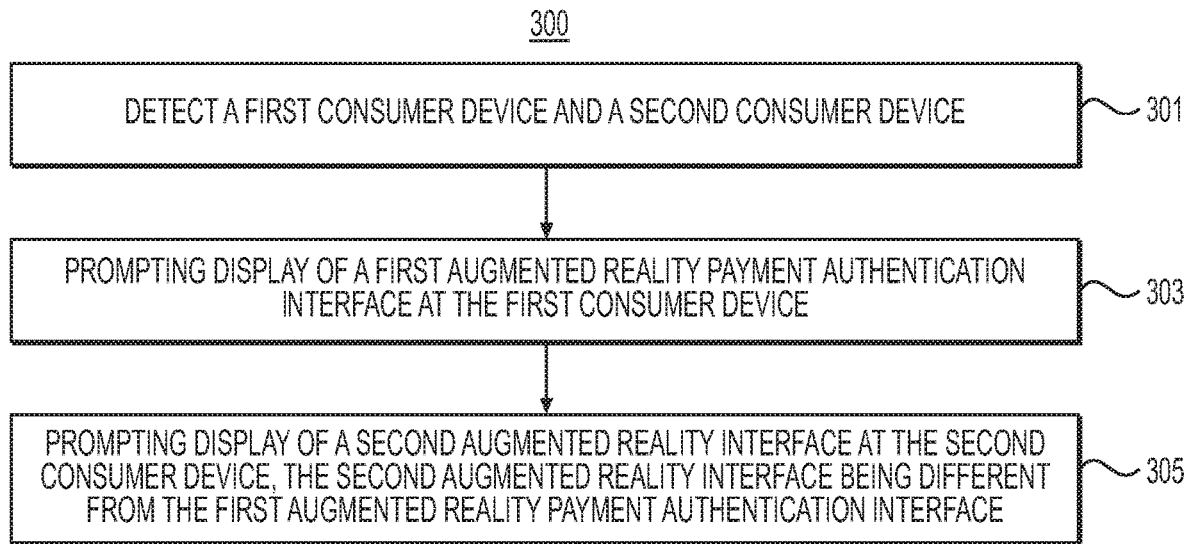 300
DETECT A FIRST CONSUMER DEVICE AND A SECOND CONSUMER DEVICE
301
PROMPTING DISPLAY OF A FIRST AUGMENTED REALITY PAYMENT AUTHENTICATION
INTERFACE AT THE FIRST CONSUMER DEVICE
303
PROMPTING DISPLAY OF A SECOND AUGMENTED REALITY INTERFACE AT THE SECOND
CONSUMER DEVICE, THE SECOND AUGMENTED REALITY INTERFACE BEING DIFFERENT
FROM THE FIRST AUGMENTED REALITY PAYMENT AUTHENTICATION INTERFACE
305